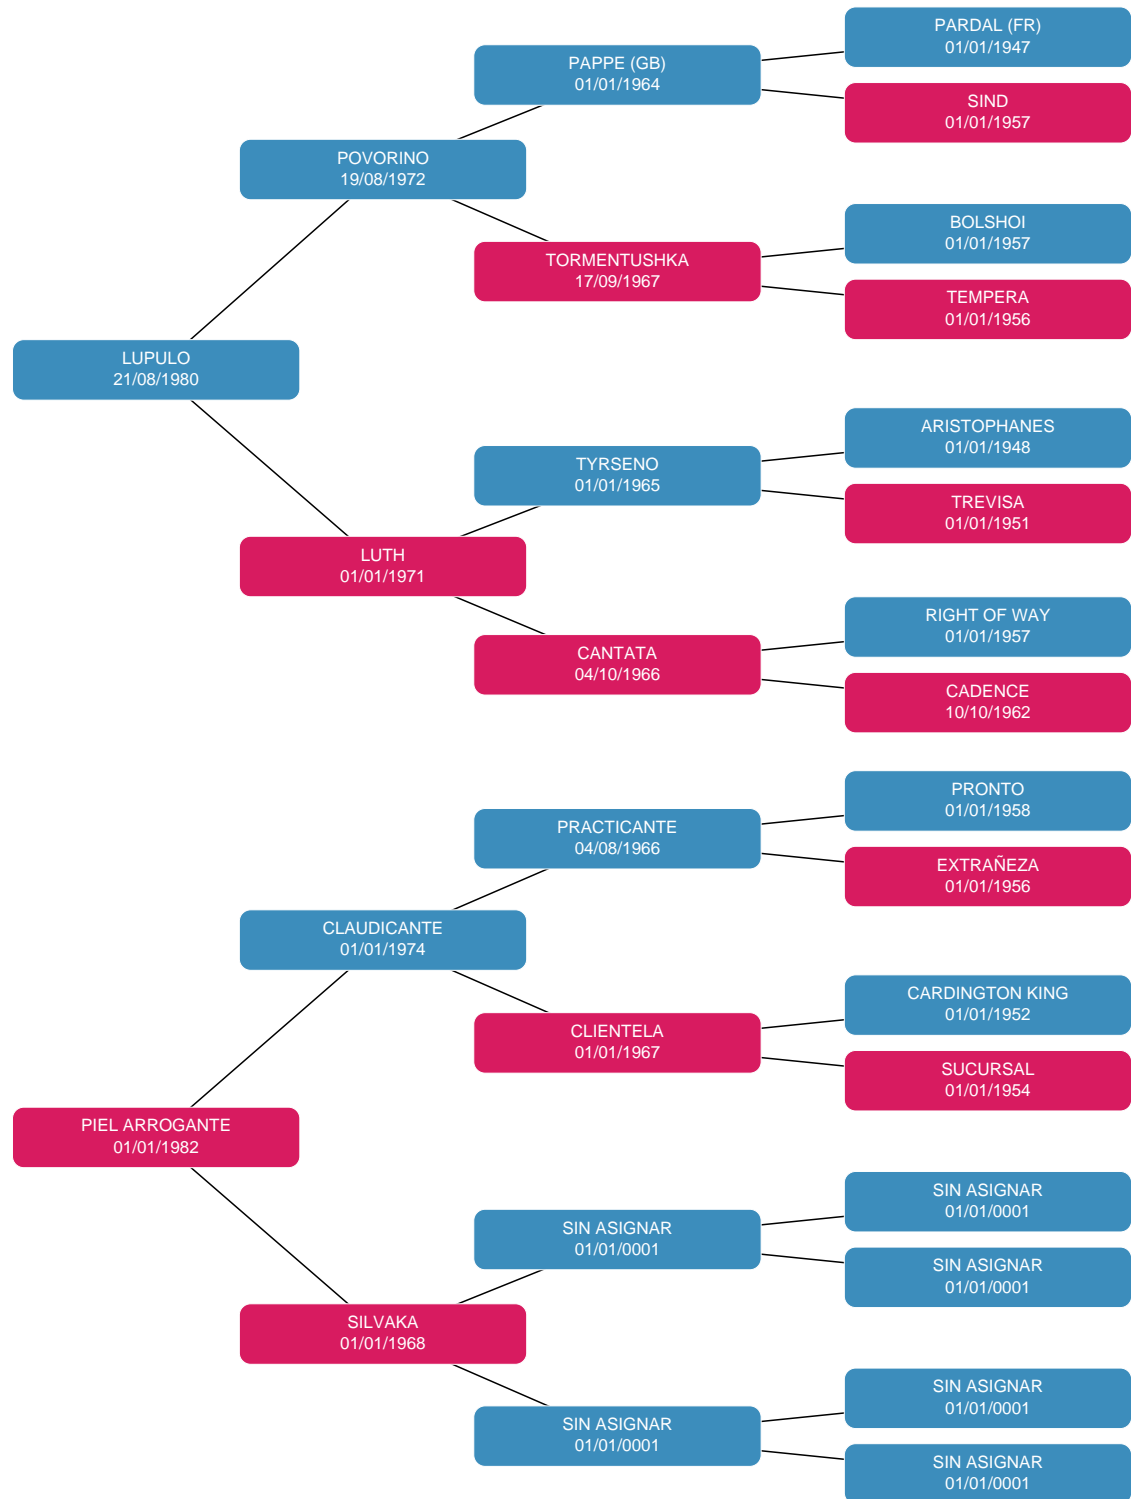 PARDAL (FR)
01/01/1947
PAPPE (GB)
01/01/1964
SIND
01/01/1957
POVORINO
19/08/1972
BOLSHOI
01/01/1957
TORMENTUSHKA
17/09/1967
TEMPERA
01/01/1956
LUPULO
21/08/1980
ARISTOPHANES
01/01/1948
TYRSENO
01/01/1965
TREVISA
01/01/1951
LUTH
01/01/1971
RIGHT OF WAY
01/01/1957
CANTATA
04/10/1966
CADENCE
10/10/1962
PRONTO
01/01/1958
PRACTICANTE
04/08/1966
EXTRAÑEZA
01/01/1956
CLAUDICANTE
01/01/1974
CARDINGTON KING
01/01/1952
CLIENTELA
01/01/1967
SUCURSAL
01/01/1954
PIEL ARROGANTE
01/01/1982
SIN ASIGNAR
01/01/0001
SIN ASIGNAR
01/01/0001
SIN ASIGNAR
01/01/0001
SILVAKA
01/01/1968
SIN ASIGNAR
01/01/0001
SIN ASIGNAR
01/01/0001
SIN ASIGNAR
01/01/0001